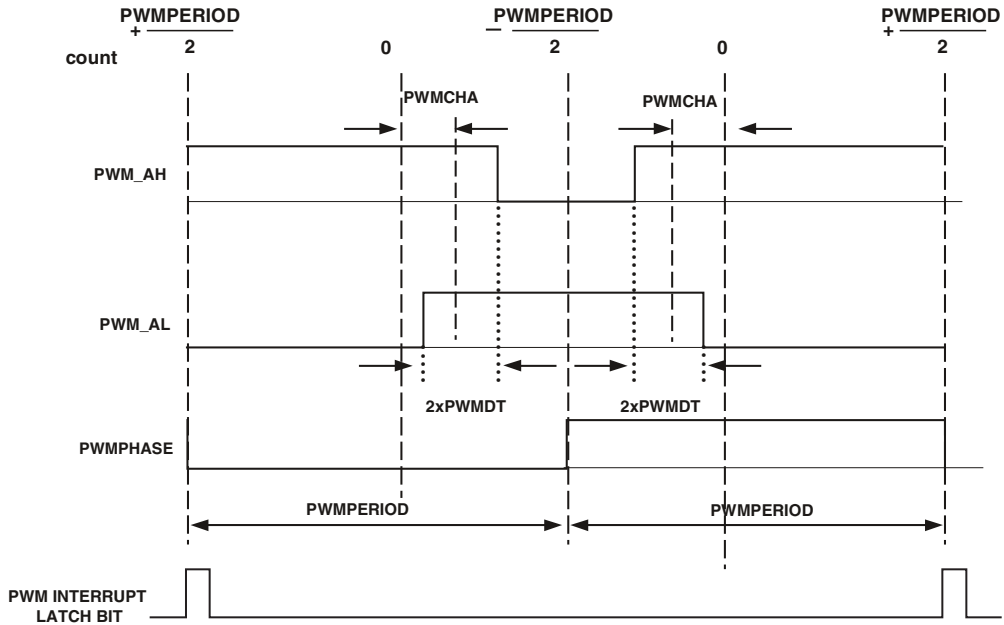 PWMPERIOD PWMPERIOD PWMPERIOD
+ − +
2 0 2 0 2
count
PWMCHA PWMCHA
PWM_AH
PWM_AL
2xPWMDT 2xPWMDT
PWMPHASE
PWMPERIOD PWMPERIOD
PWM INTERRUPT
LATCH BIT